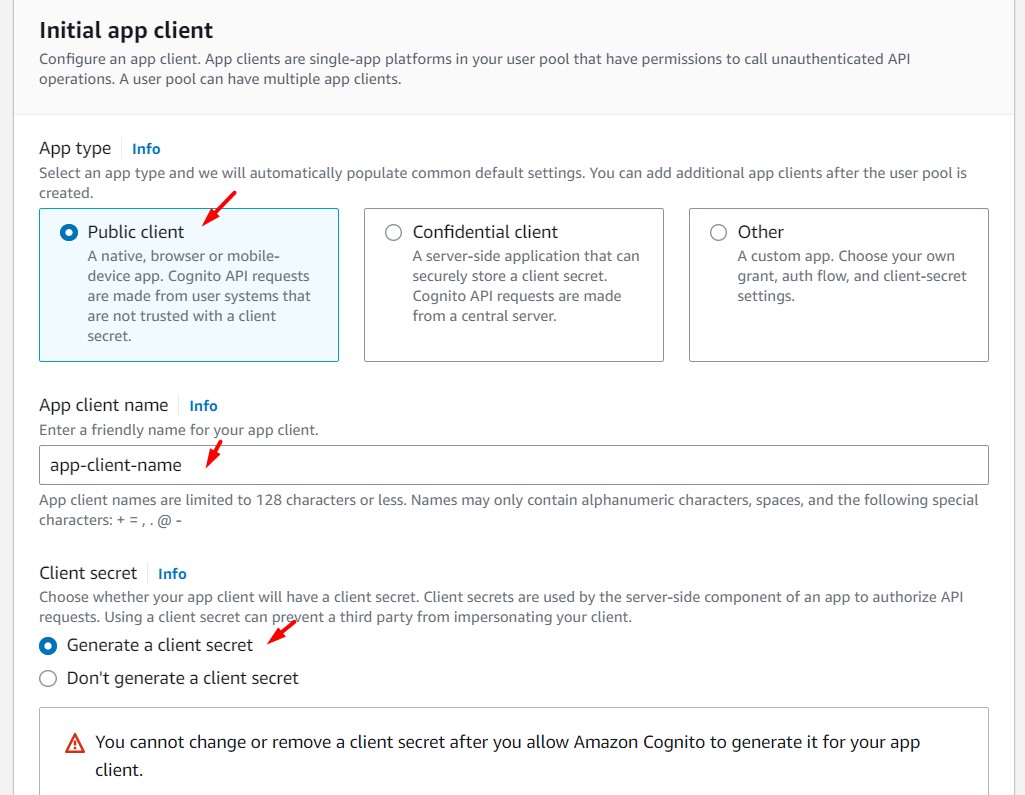 Initial app client
Configure an app client. App clients are single-app platforms in your user pool that have permissions to call unauthenticated API
operations. A user pool can have multiple app clients.
App type Info
Select an app type and we will automatically populate common default settings. You can add additional app clients after the user pool is
created.
Public client
A native, browser or mobile-
device app. Cognito API requests
are made from user systems that
are not trusted with a client
secret.
Confidential client
A server-side application that can
securely store a client secret.
Cognito API requests are made
from a central server.
Other
A custom app. Choose your own
grant, auth flow, and client-secret
settings.
App client name Info
Enter a friendly name for your app client.
app-client-name
App client names are limited to 128 characters or less. Names may only contain alphanumeric characters, spaces, and the following special
characters: + = , . @ -
Client secret Info
Choose whether your app client will have a client secret. Client secrets are used by the server-side component of an app to authorize API
requests. Using a client secret can prevent a third party from impersonating your client.
Generate a client secret
Don't generate a client secret
You cannot change or remove a client secret after you allow Amazon Cognito to generate it for your app
client.